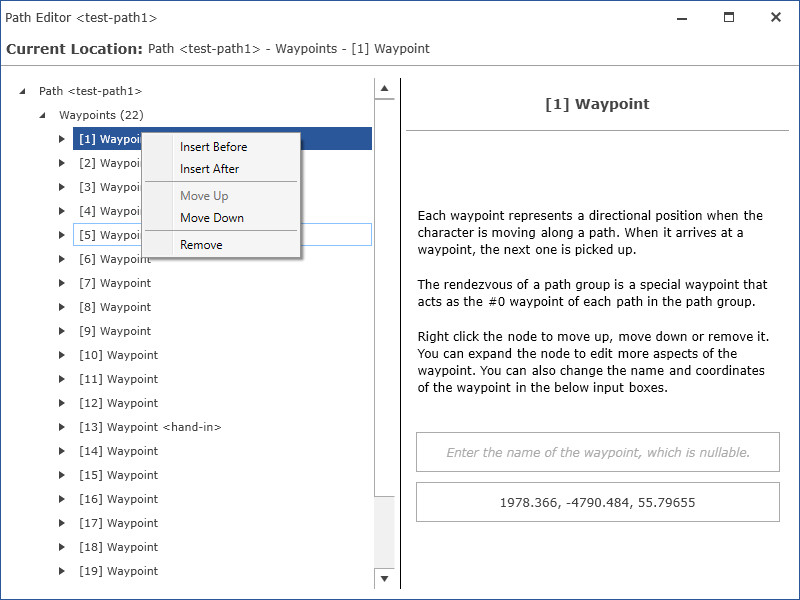 Path Editor <test-path1>
Current Location: Path <test-path1> - Waypoints - [1] Waypoint
Path <test-path1>
Waypoints (22)
[1] Waypoi
[2] Waypoi
[3] Waypoi
[4] Waypoi
[5] Waypoi
[6] Waypoint
[7] Waypoint
[8] Waypoint
[9] Waypoint
[10] Waypoint
[11] Waypoint
[12] Waypoint
[13] Waypoint <hand-in>
[14] Waypoint
[15] Waypoint
[16] Waypoint
[17] Waypoint
[18] Waypoint
[19] Waypoint
Insert Before
Insert After
Move Up
Move Down
Remove
[1] Waypoint
Each waypoint represents a directional position when the
character is moving along a path. When it arrives at a
waypoint, the next one is picked up.
The rendezvous of a path group is a special waypoint that
acts as the #0 waypoint of each path in the path group.
Right click the node to move up, move down or remove it.
You can expand the node to edit more aspects of the
waypoint. You can also change the name and coordinates
of the waypoint in the below input boxes.
Enter the name of the waypoint, which is nullable.
1978.366, -4790.484, 55.79655